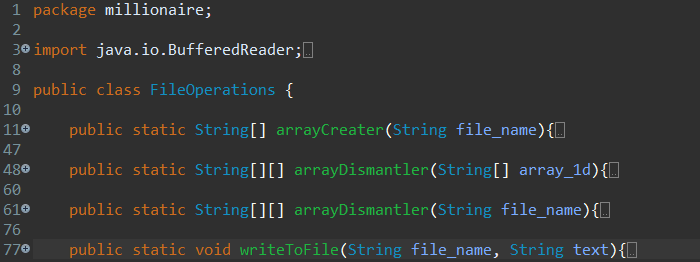 1 package millionaire;
2
3 import java.io.BufferedReader;
8
9 public class FileOperations {
10
11 public static String[] arrayCreater(String file_name){
47
48 public static String[][] arrayDismantler(String[] array_1d){
60
61 public static String[][] arrayDismantler(String file_name){
76
77 public static void writeToFile(String file_name, String text){